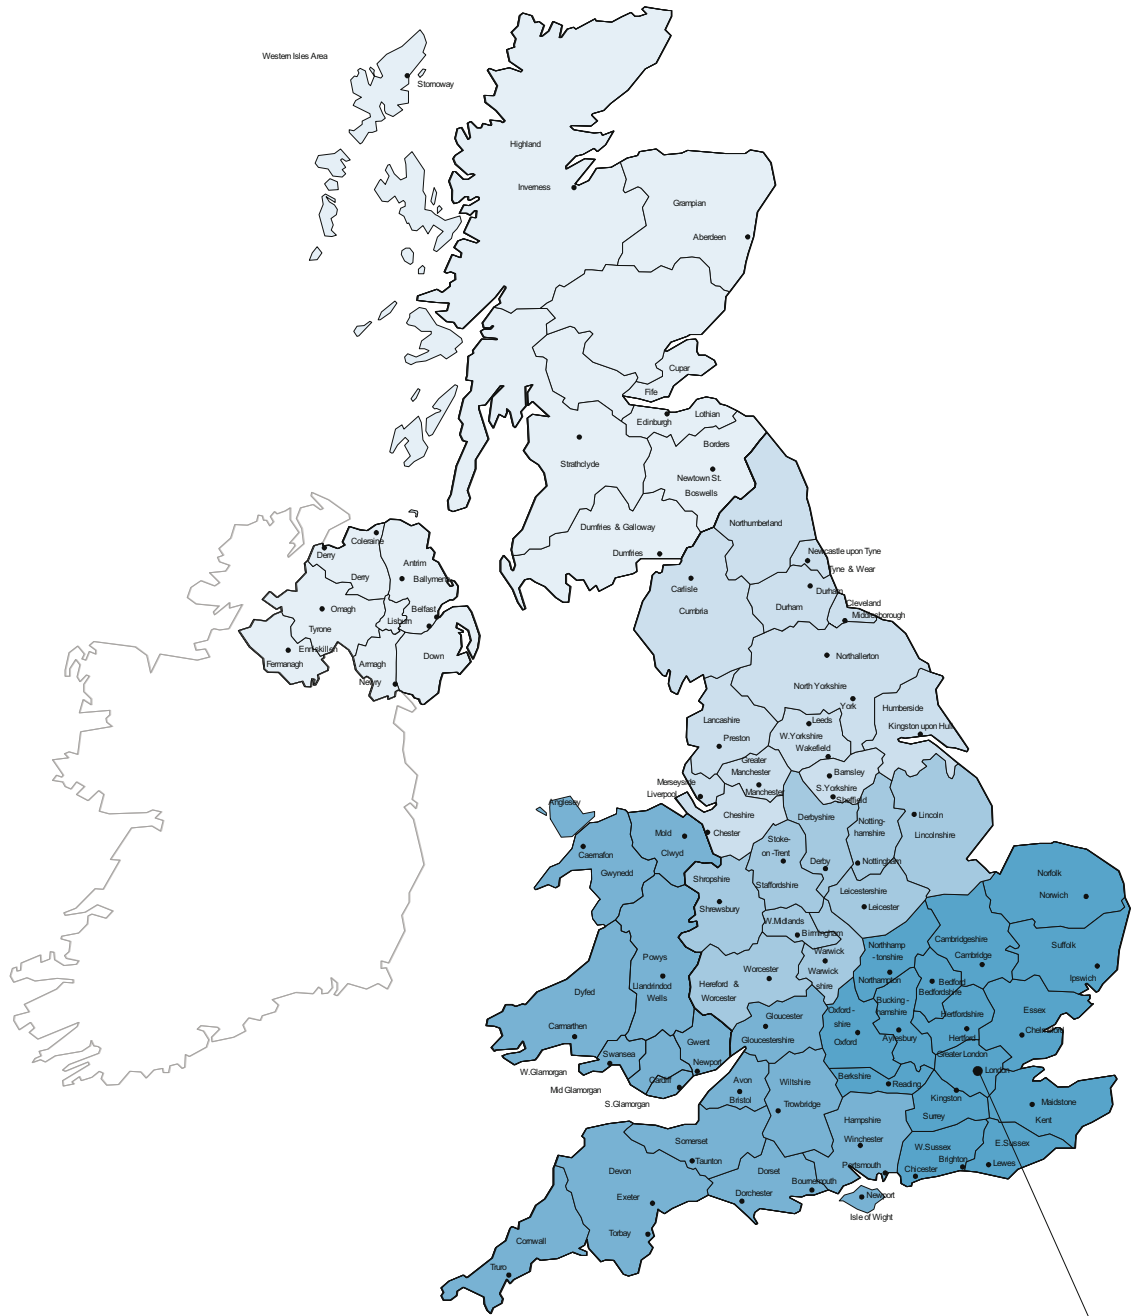 Western Isles Area
Stornoway
Highland
Inverness
Grampian
Aberdeen
Cupar
Fife
Lothian
Edinburgh
Borders
Strathclyde
Newtown St.
Boswells
Dumfries & Galloway
Dumfries
Northumberland
Newcastle upon Tyne
Tyne & Wear
Carlisle
Cumbria
Durham
Durham
Cleveland
Middlesborough
Coleraine
Derry
Derry
Antrim
Ballymena
Omagh
Tyrone
Belfast
Lisburn
Enniskillen
Fermanagh
Armagh
Down
Newry
Northallerton
North Yorkshire
York
Humberside
Kingston upon Hull
Lancashire
Preston
Leeds
W.Yorkshire
Wakefield
Greater
Manchester
Manchester
Barnsley
S.Yorkshire
Sheffield
Merseyside
Liverpool
Cheshire
Chester
Derbyshire
Derby
Notting-
hamshire
Nottingham
Lincoln
Lincolnshire
Anglesey
Caernafon
Gwynedd
Mold
Clwyd
Stoke-
on -Trent
Staffordshire
Shropshire
Shrewsbury
Leicestershire
Leicester
W.Midlands
Birmingham
Warwick
Warwick
shire
Worcester
Hereford &
Worcester
Norfolk
Norwich
Suffolk
Ipswich
Cambridgeshire
Cambridge
Northhamp
-tonshire
Northampton
Bedford
Bedfordshire
Bucking -
hamshire
Aylesbury
Hertfordshire
Hertford
Essex
Chelmsford
Powys
Llandrindod
Wells
Dyfed
Carmarthen
Swansea
W.Glamorgan
Mid Glamorgan
S.Glamorgan
Cardiff
Gwent
Newport
Gloucester
Gloucestershire
Oxford -
shire
Oxford
Greater London
London
Berkshire
Reading
Kingston
Surrey
Maidstone
Kent
Avon
Bristol
Wiltshire
Trowbridge
Hampshire
Winchester
Portsmouth
W.Sussex
Chicester
Brighton
E.Sussex
Lewes
Somerset
Taunton
Devon
Exeter
Torbay
Dorset
Dorchester
Bournemouth
Newport
Isle of Wight
Cornwall
Truro